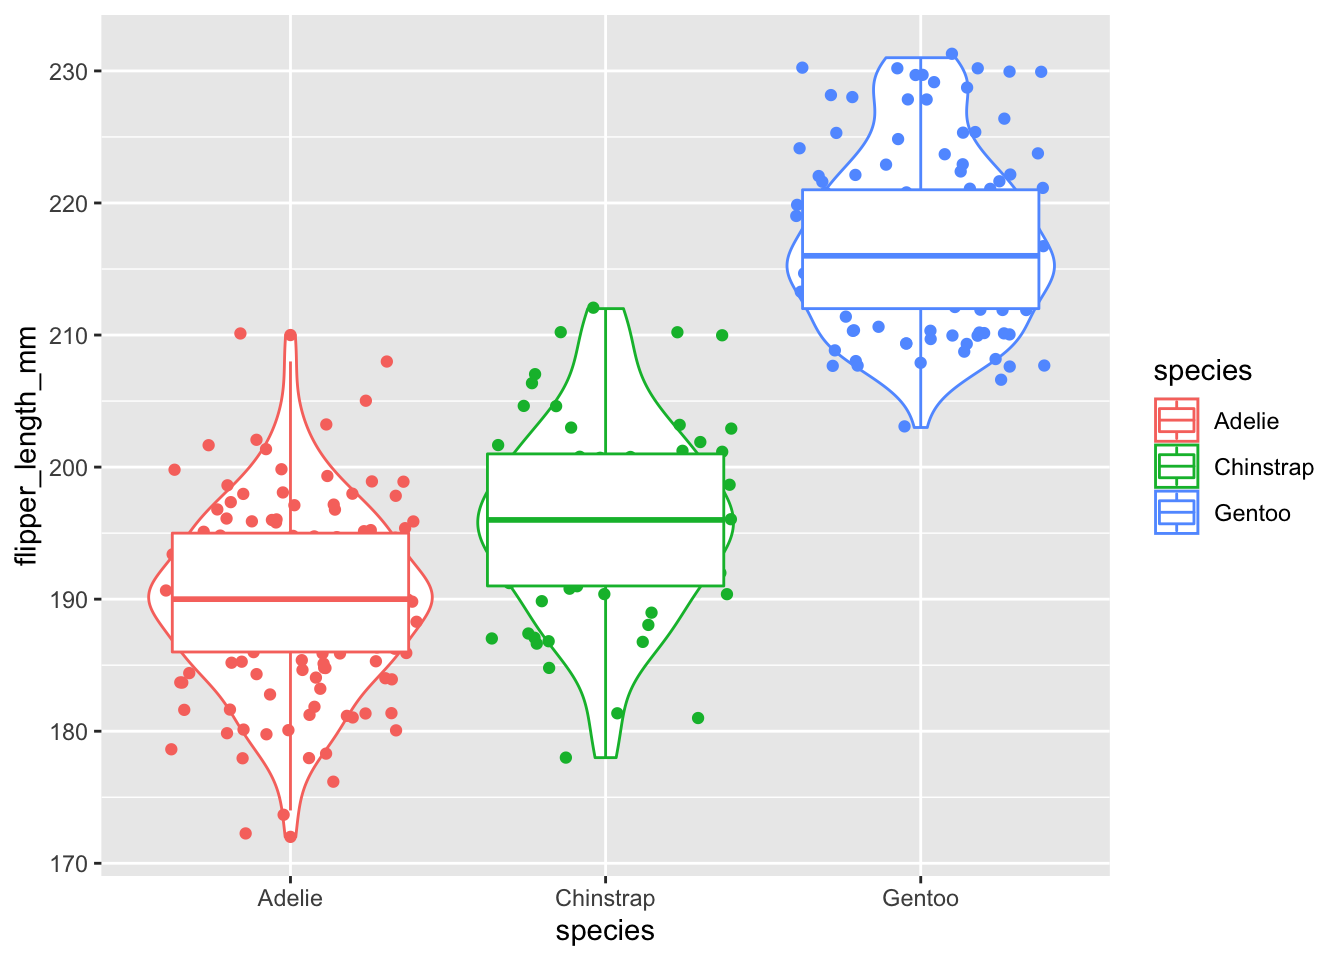 flipper_length_mm
230
220
210
200
190
180
170
Adelie
Chinstrap
Gentoo
species
species
Adelie
Chinstrap
Gentoo